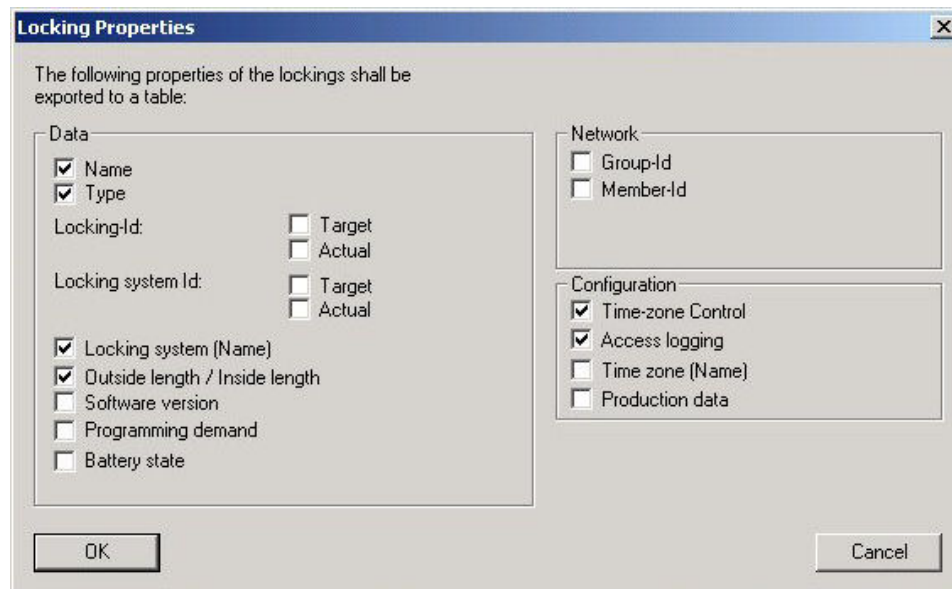 Locking Properties
The following properties of the lockings shall be
exported to a table:
Data
Name
Type
Locking-Id:
Target
Actual
Locking system Id:
Target
Actual
Locking system (Name)
Outside length / Inside length
Software version
Programming demand
Battery state
Network
Group-Id
Member-Id
Configuration
Time-zone Control
Access logging
Time zone (Name)
Production data
OK
Cancel